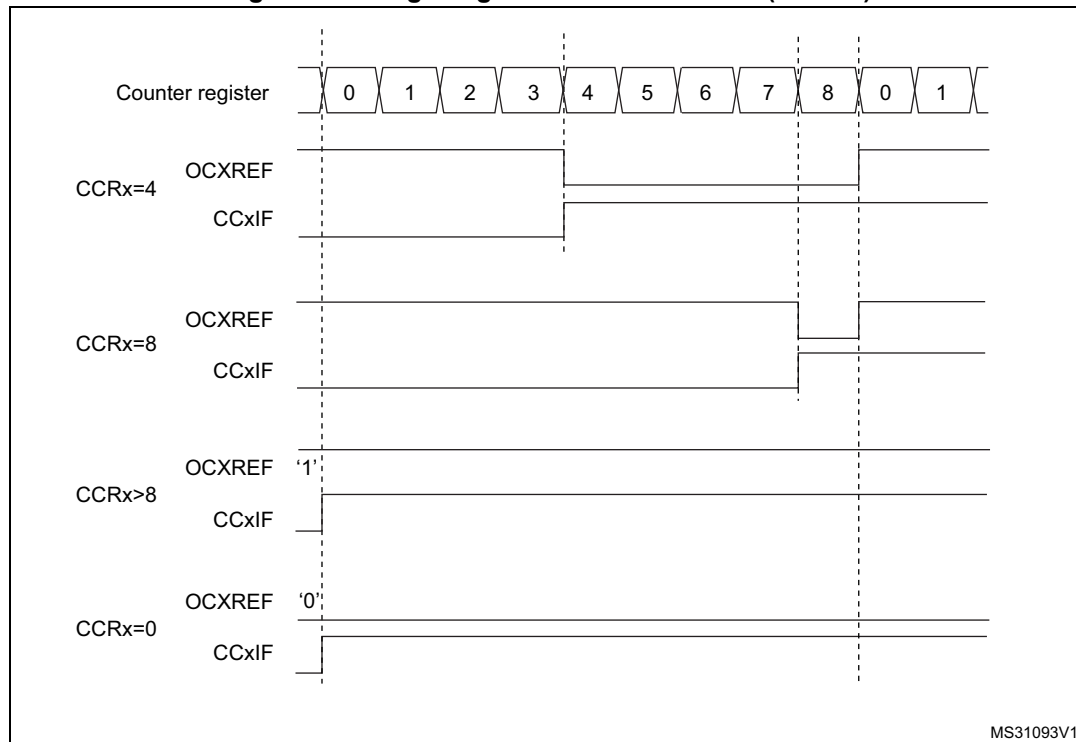 Counter register 0 1 2 3 4 5 6 7 8 0 1
OCXREF
CCRx=4
CCxIF
OCXREF
CCRx=8
CCxIF
OCXREF ‘1’
CCRx>8
CCxIF
OCXREF ‘0’
CCRx=0
CCxIF
MS31093V1